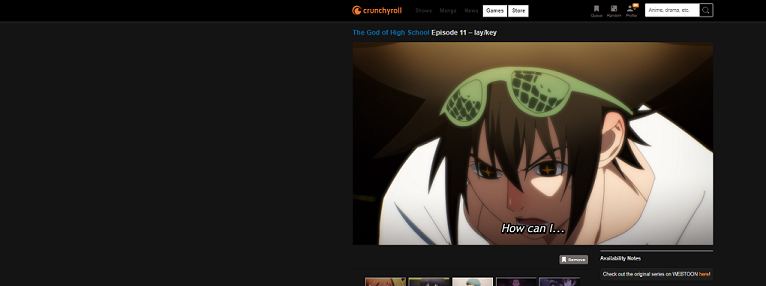 crunchyroll
Shows Manga News Games Store
Queue Random Profile
Anime, drama, etc.
The God of High School Episode 11 – lay/key
How can I...
Remove
Availability Notes
Check out the original series on WEBTOON here!